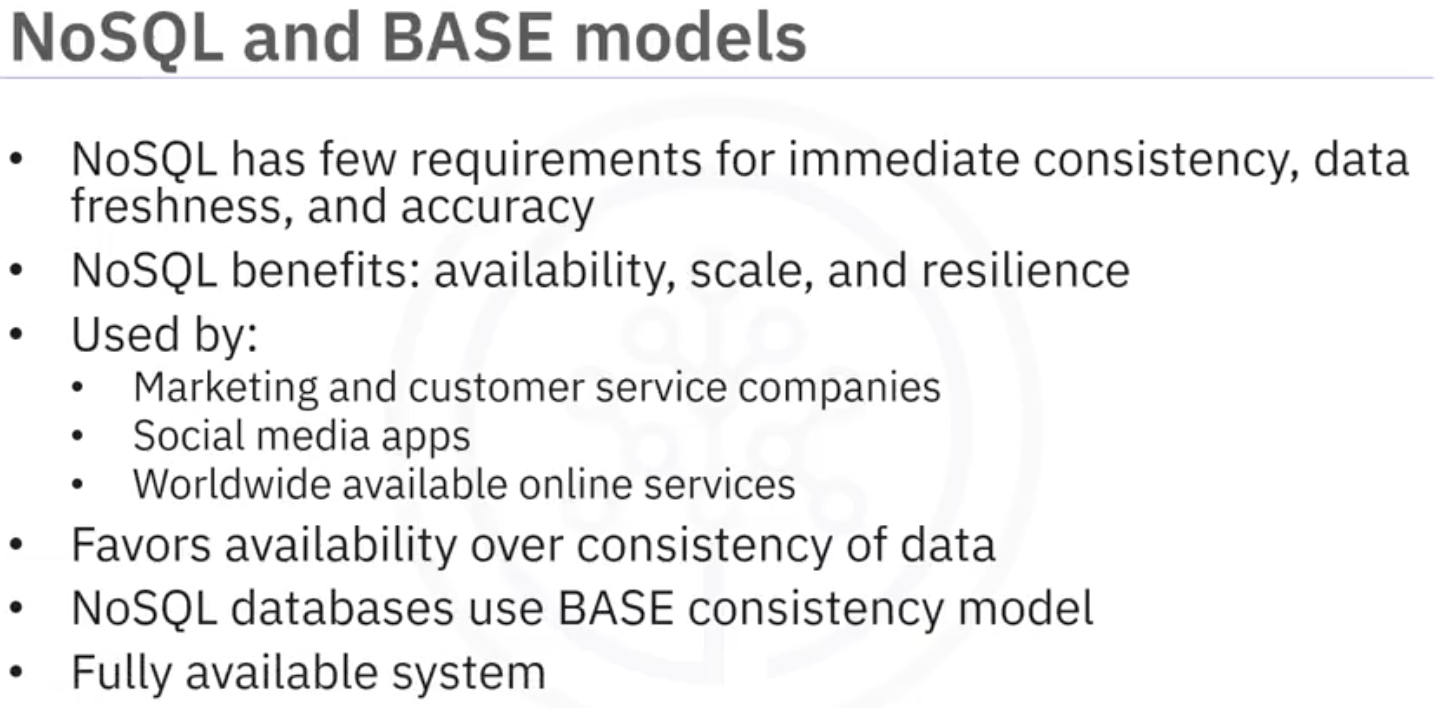 NoSQL and BASE models
• NoSQL has few requirements for immediate consistency, data
freshness, and accuracy
• NoSQL benefits: availability, scale, and resilience
• Used by:
• Marketing and customer service companies
• Social media apps
• Worldwide available online services
• Favors availability over consistency of data
• NoSQL databases use BASE consistency model
• Fully available system